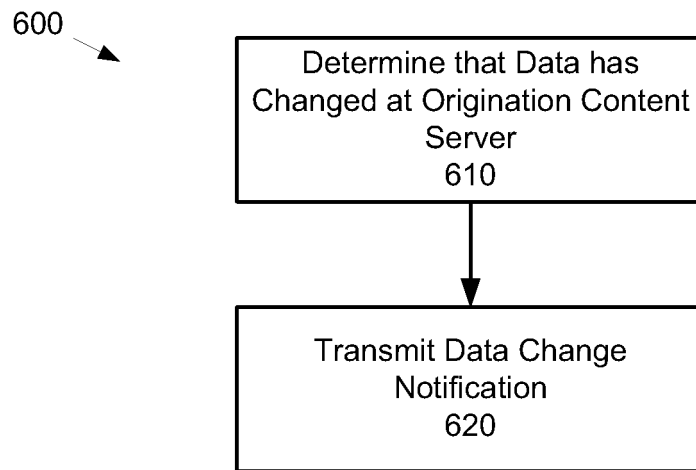 600
Determine that Data has
Changed at Origination Content
Server
610
Transmit Data Change
Notification
620